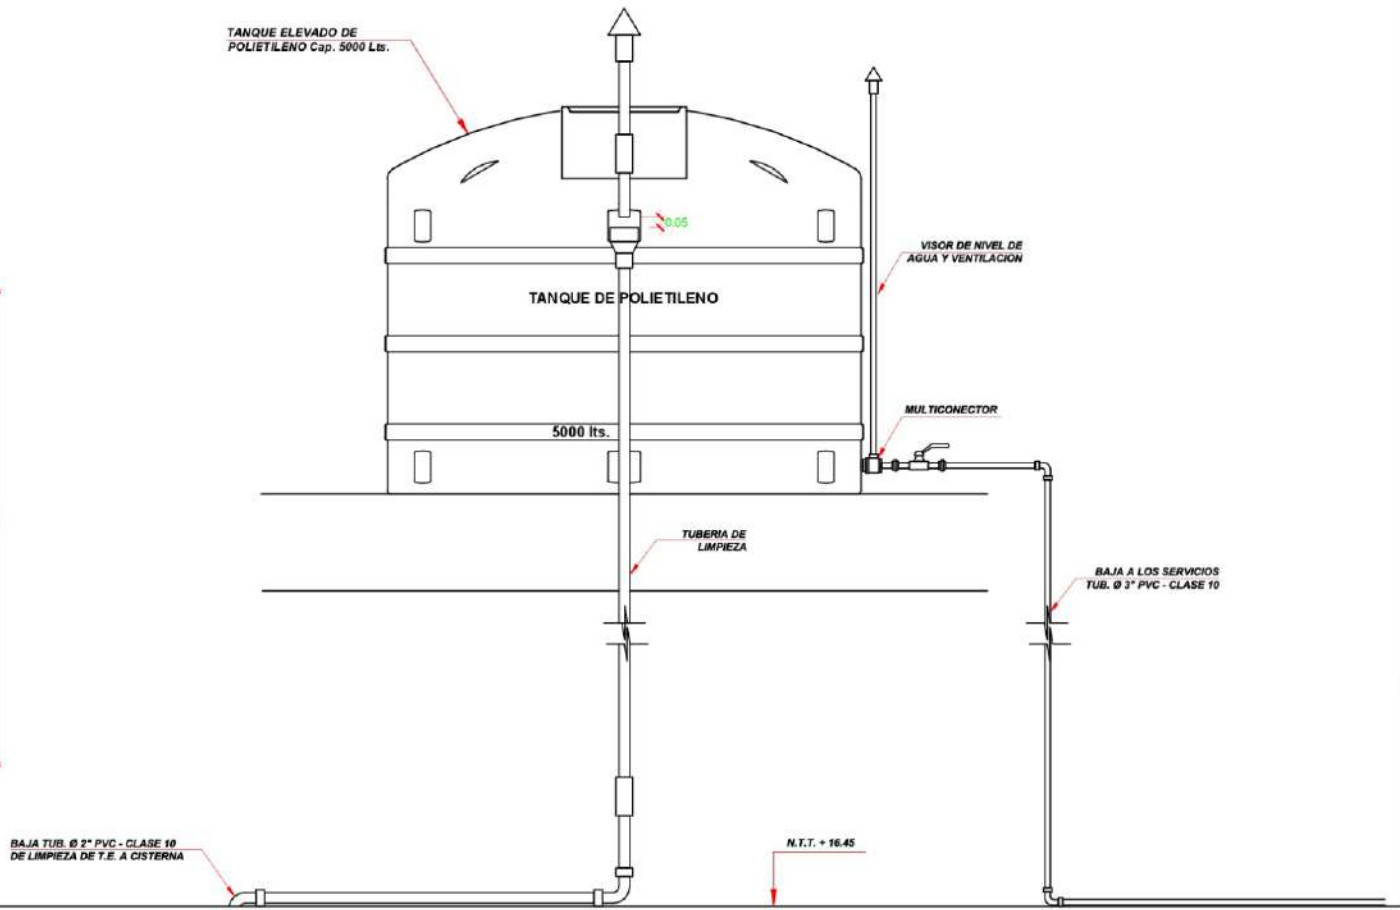 TANQUE ELEVADO DE
POLIETILENO Cap. 5000 Lts.
0.05
VISOR DE NIVEL DE
AGUA Y VENTILACION
TANQUE DE POLIETILENO
MULTICONECTOR
5000 lts.
TUBERIA DE
LIMPIEZA
BAJA A LOS SERVICIOS
TUB. Ø 3" PVC - CLASE 10
BAJA TUB. Ø 2" PVC - CLASE 10
DE LIMPIEZA DE T.E. A CISTERNA
N.T.T. + 16.45